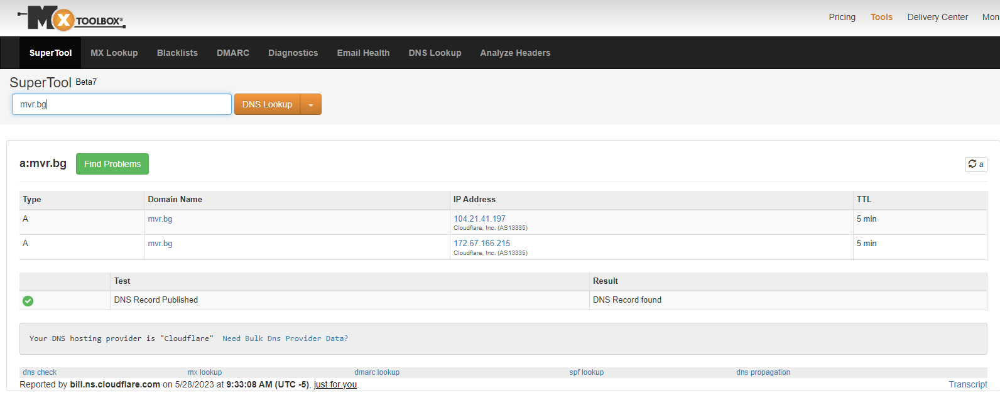 MX TOOLBOX®
Pricing Tools Delivery Center Mon
SuperTool MX Lookup Blacklists DMARC Diagnostics Email Health DNS Lookup Analyze Headers
SuperTool Beta7
mvr.bg DNS Lookup
a:mvr.bg Find Problems a
Type Domain Name IP Address TTL
A mvr.bg 104.21.41.197 5 min
Cloudflare, Inc. (AS13335)
A mvr.bg 172.67.166.215 5 min
Cloudflare, Inc. (AS13335)
Test Result
DNS Record Published DNS Record found
Your DNS hosting provider is "Cloudflare" Need Bulk Dns Provider Data?
dns check mx lookup dmarc lookup spf lookup dns propagation
Reported by bill.ns.cloudflare.com on 5/28/2023 at 9:33:08 AM (UTC -5), just for you. Transcript